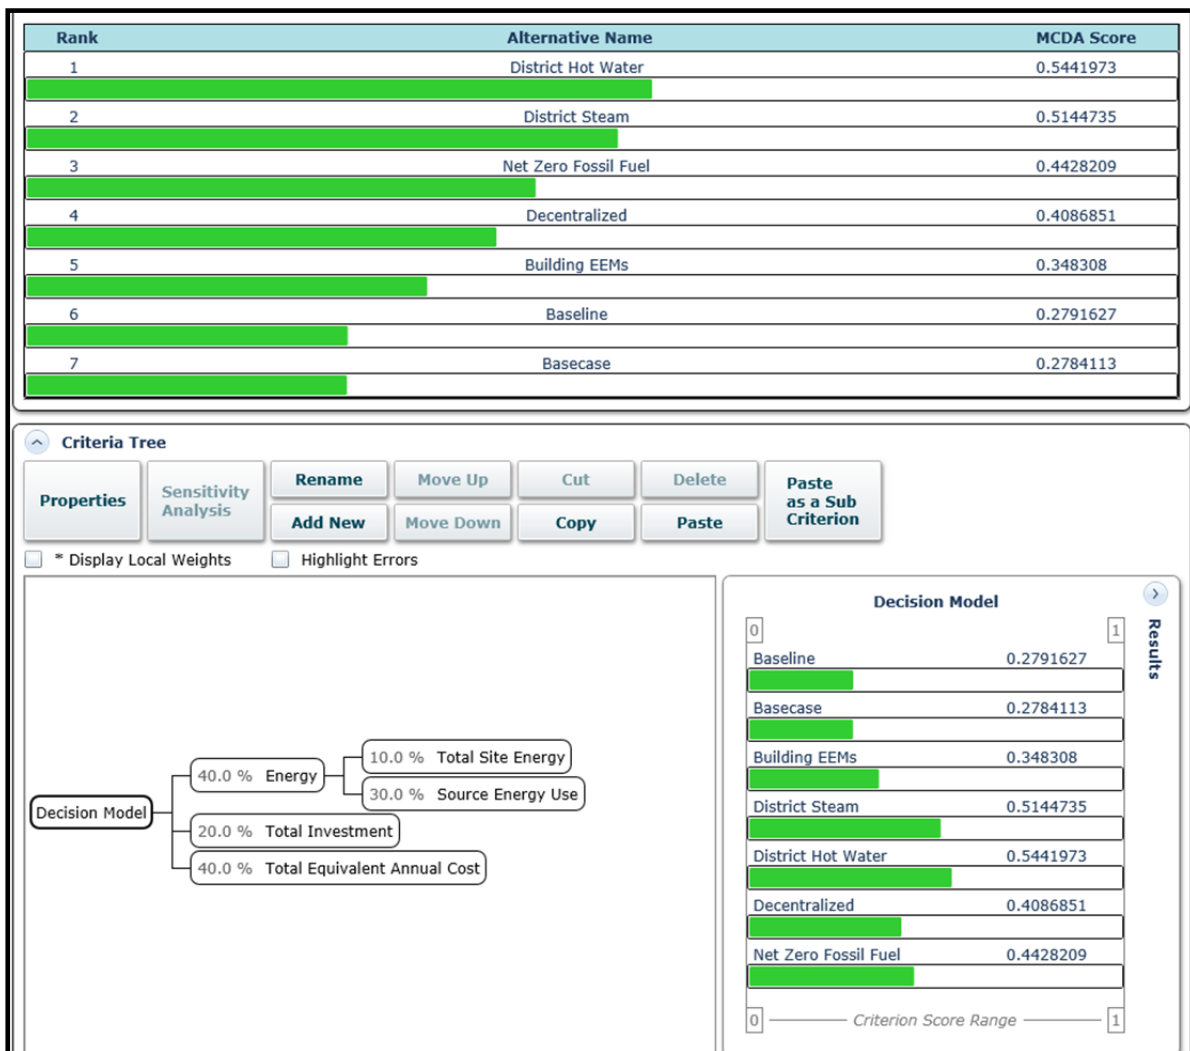 Rank Alternative Name MCDA Score
1 District Hot Water 0.5441973
2 District Steam 0.5144735
3 Net Zero Fossil Fuel 0.4428209
4 Decentralized 0.4086851
5 Building EEMs 0.348308
6 Baseline 0.2791627
7 Basecase 0.2784113
Criteria Tree
Properties
Sensitivity
Analysis
Rename
Add New
Move Up
Move Down
Cut
Copy
Delete
Paste
Paste
as a Sub
Criterion
* Display Local Weights
Highlight Errors
Decision Model
40.0 % Energy
10.0 % Total Site Energy
30.0 % Source Energy Use
20.0 % Total Investment
40.0 % Total Equivalent Annual Cost
Decision Model
0 1
Baseline 0.2791627
Basecase 0.2784113
Building EEMs 0.348308
District Steam 0.5144735
District Hot Water 0.5441973
Decentralized 0.4086851
Net Zero Fossil Fuel 0.4428209
0 Criterion Score Range 1
Results